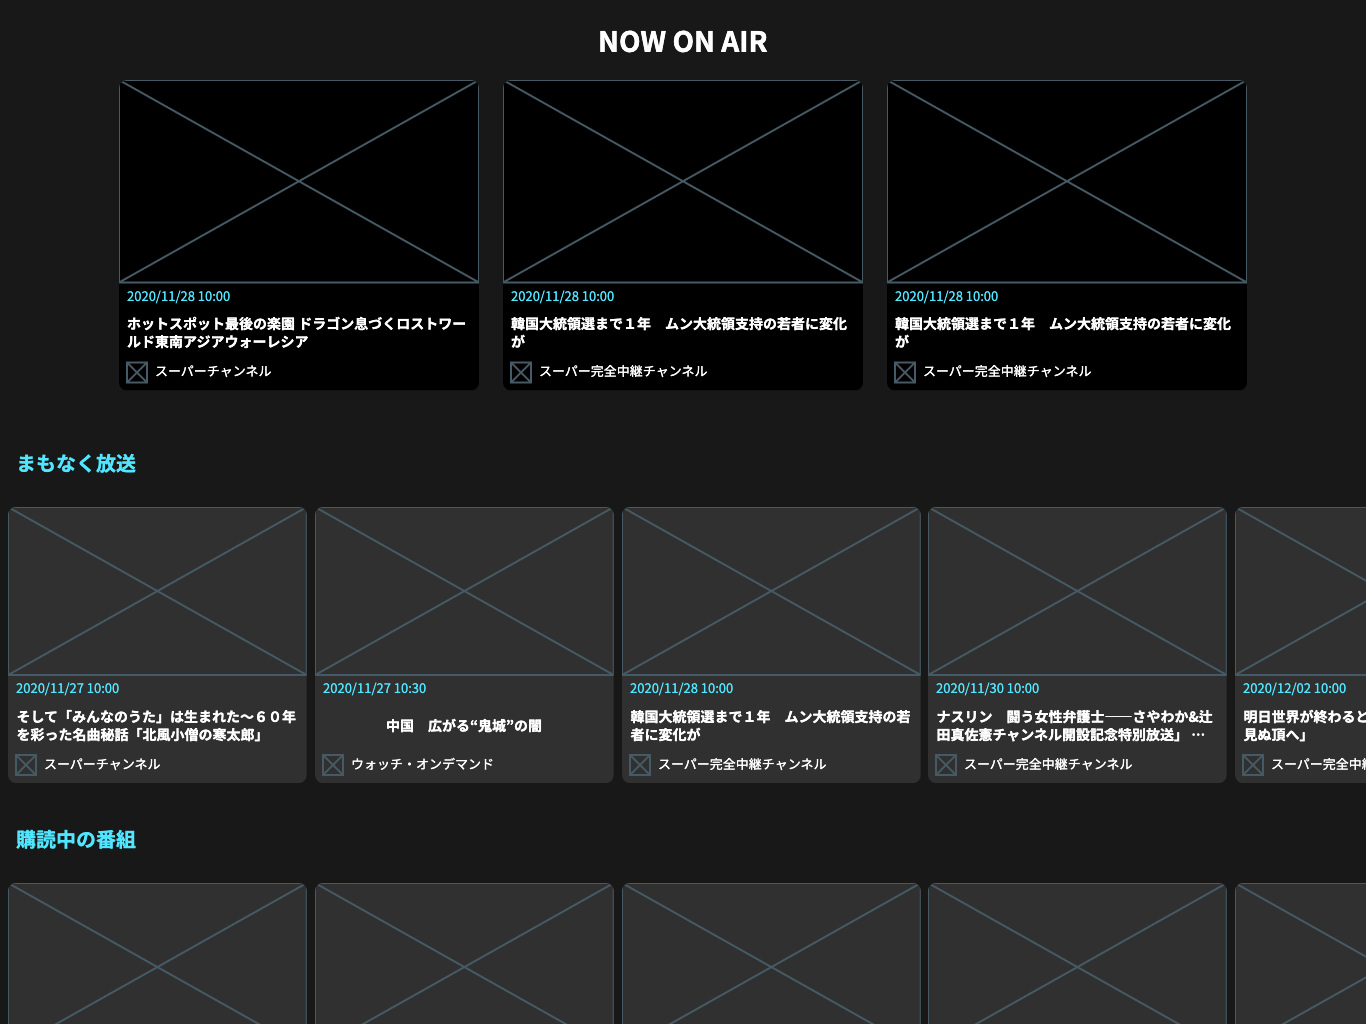 NOW ON AIR
2020/11/28 10:00
ホットスポット最後の楽園 ドラゴン息づくロストワー
ルド東南アジアウォーレシア
スーパーチャンネル
2020/11/28 10:00
韓国大統領選まで１年　ムン大統領支持の若者に変化
が
スーパー完全中継チャンネル
2020/11/28 10:00
韓国大統領選まで１年　ムン大統領支持の若者に変化
が
スーパー完全中継チャンネル
まもなく放送
2020/11/27 10:00
そして「みんなのうた」は生まれた〜６０年
を彩った名曲秘話「北風小僧の寒太郎」
スーパーチャンネル
2020/11/27 10:30
中国　広がる“鬼城”の闇
ウォッチ・オンデマンド
2020/11/28 10:00
韓国大統領選まで１年　ムン大統領支持の若
者に変化が
スーパー完全中継チャンネル
2020/11/30 10:00
ナスリン　闘う女性弁護士――さやわか&辻
田真佐憲チャンネル開設記念特別放送」 …
スーパー完全中継チャンネル
2020/12/02 10:00
明日世界が終わると
見ぬ頂へ」
スーパー完全中継
購読中の番組